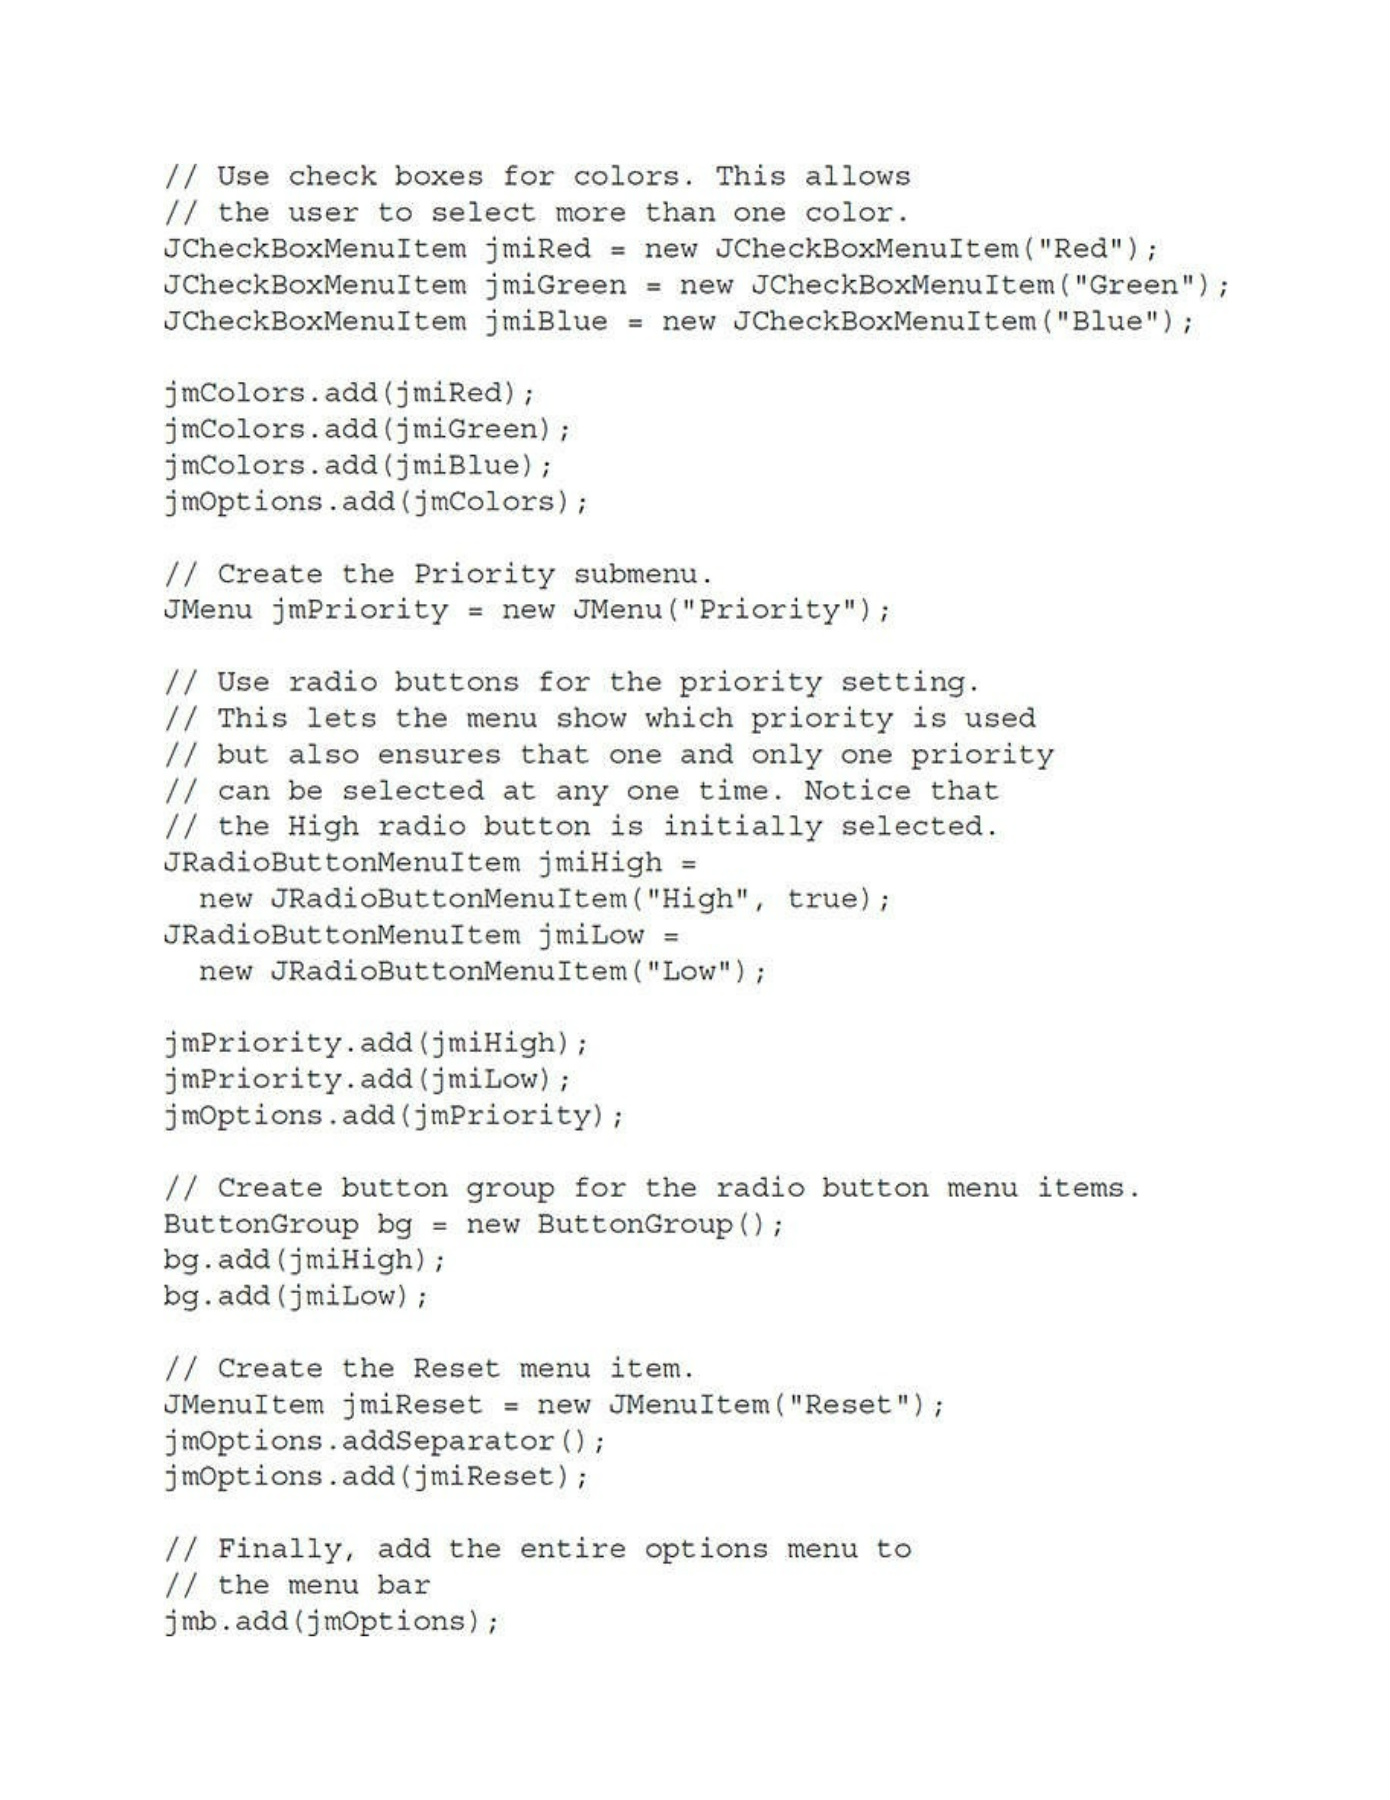 // Use check boxes for colors. This allows
// the user to select more than one color.
JCheckBoxMenuItem jmiRed = new JCheckBoxMenuItem("Red");
JCheckBoxMenuItem jmiGreen = new JCheckBoxMenuItem("Green");
JCheckBoxMenuItem jmiBlue = new JCheckBoxMenuItem("Blue");
jmColors.add(jmiRed);
jmColors.add(jmiGreen);
jmColors.add(jmiBlue);
jmOptions.add(jmColors);
// Create the Priority submenu.
JMenu jmPriority = new JMenu("Priority");
// Use radio buttons for the priority setting.
// This lets the menu show which priority is used
// but also ensures that one and only one priority
// can be selected at any one time. Notice that
// the High radio button is initially selected.
JRadioButtonMenuItem jmiHigh =
  new JRadioButtonMenuItem("High", true);
JRadioButtonMenuItem jmiLow =
  new JRadioButtonMenuItem("Low");
jmPriority.add(jmiHigh);
jmPriority.add(jmiLow);
jmOptions.add(jmPriority);
// Create button group for the radio button menu items.
ButtonGroup bg = new ButtonGroup();
bg.add(jmiHigh);
bg.add(jmiLow);
// Create the Reset menu item.
JMenuItem jmiReset = new JMenuItem("Reset");
jmOptions.addSeparator();
jmOptions.add(jmiReset);
// Finally, add the entire options menu to
// the menu bar
jmb.add(jmOptions);